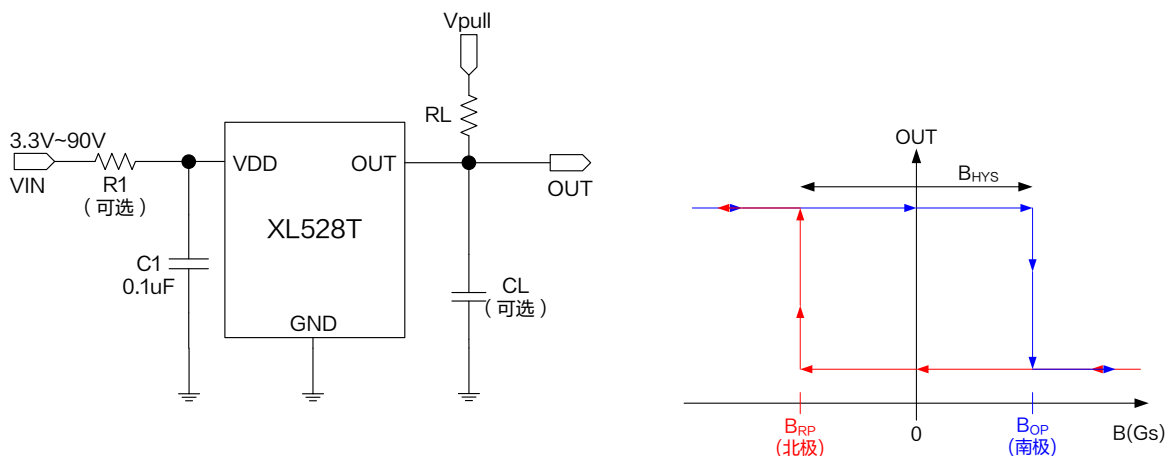 Vpull
RL
3.3V~90V
VIN
R1
（可选）
VDD
OUT
OUT
XL528T
C1
0.1uF
CL
（可选）
GND
OUT
BHYS
BRP
(北极)
0
BOP
(南极)
B(Gs)